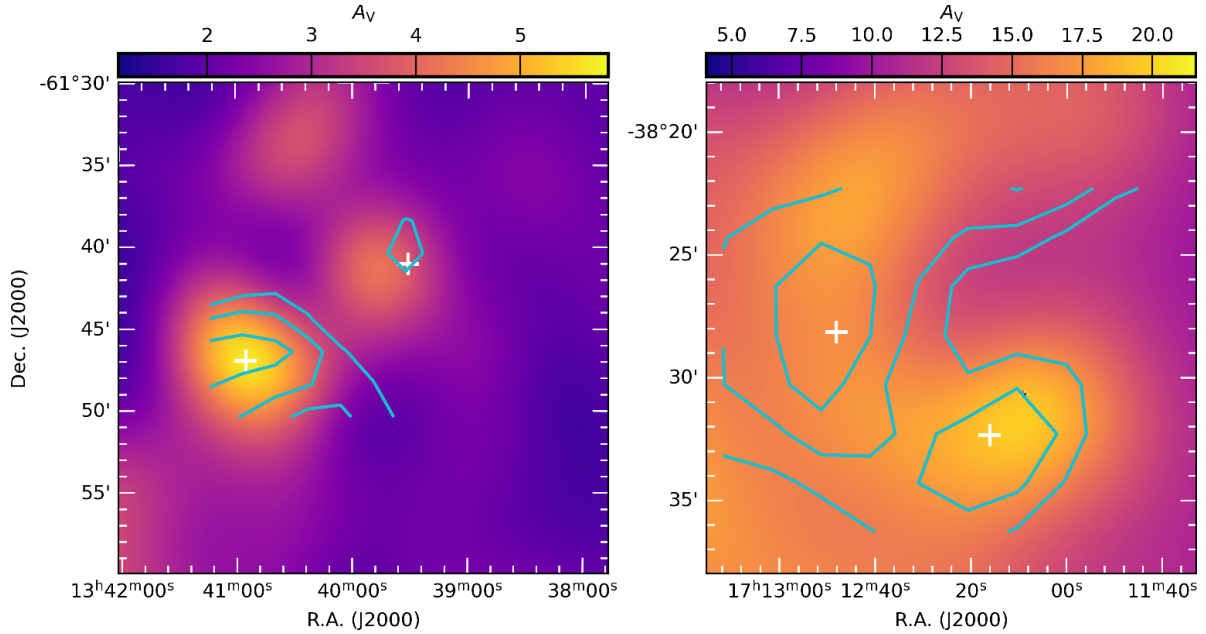 A_V A_V
2 3 4 5 5.0 7.5 10.0 12.5 15.0 17.5 20.0
-61°30'
35'
40'
45'
50'
55'
Dec. (J2000)
13ʰ42ᵐ00ˢ 41ᵐ00ˢ 40ᵐ00ˢ 39ᵐ00ˢ 38ᵐ00ˢ
R.A. (J2000)
-38°20'
25'
30'
35'
17ʰ13ᵐ00ˢ 12ᵐ40ˢ 20ˢ 00ˢ 11ᵐ40ˢ
R.A. (J2000)